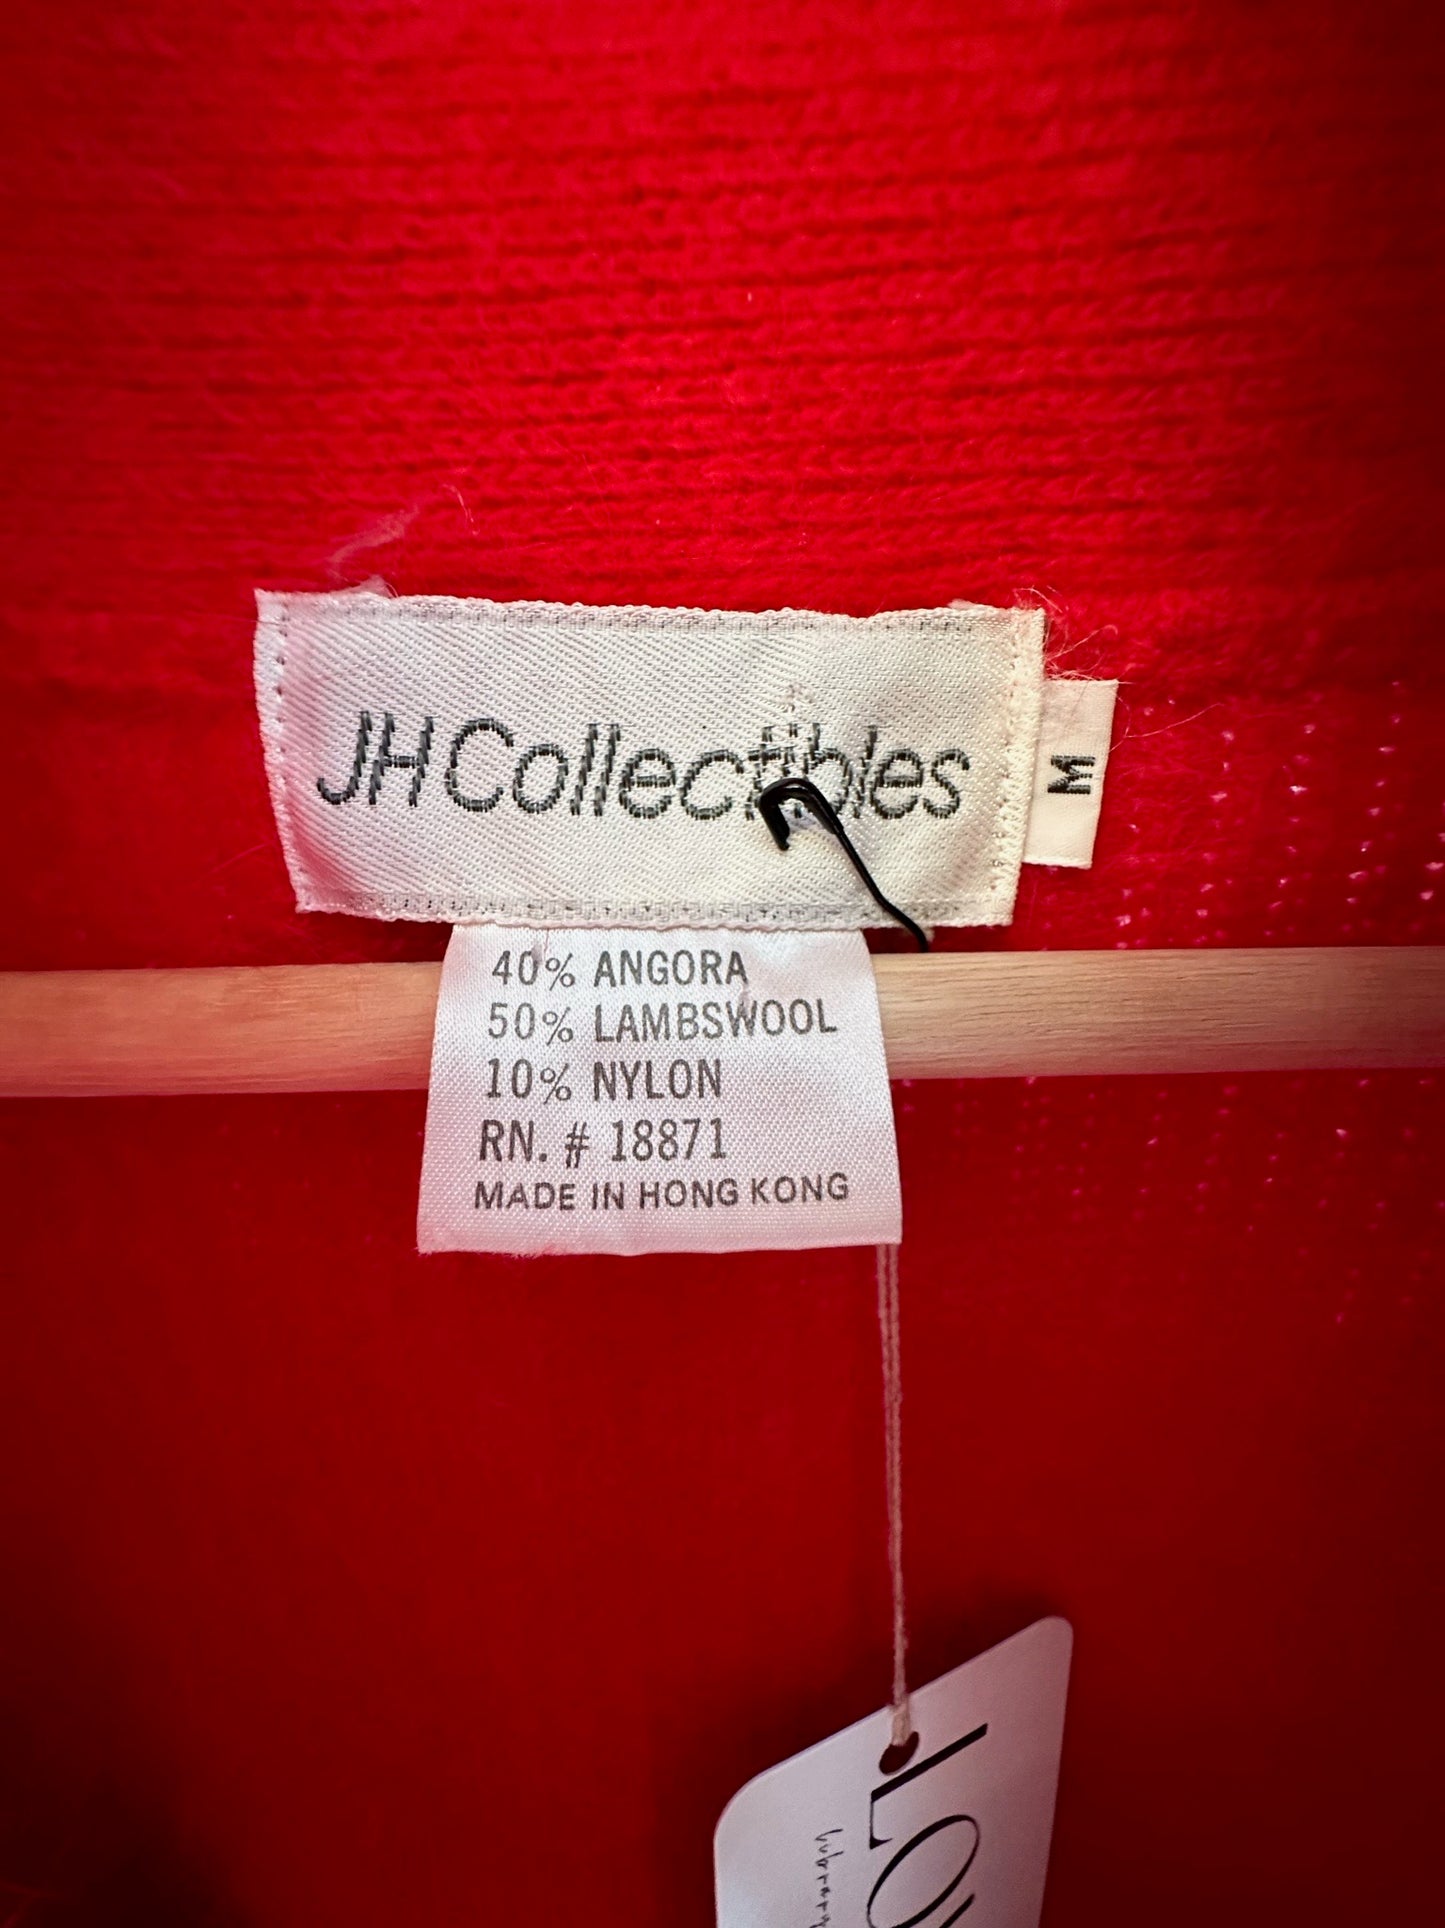 JH Collectibles
M
40% ANGORA
50% LAMBSWOOL
10% NYLON
RN. # 18871
MADE IN HONG KONG